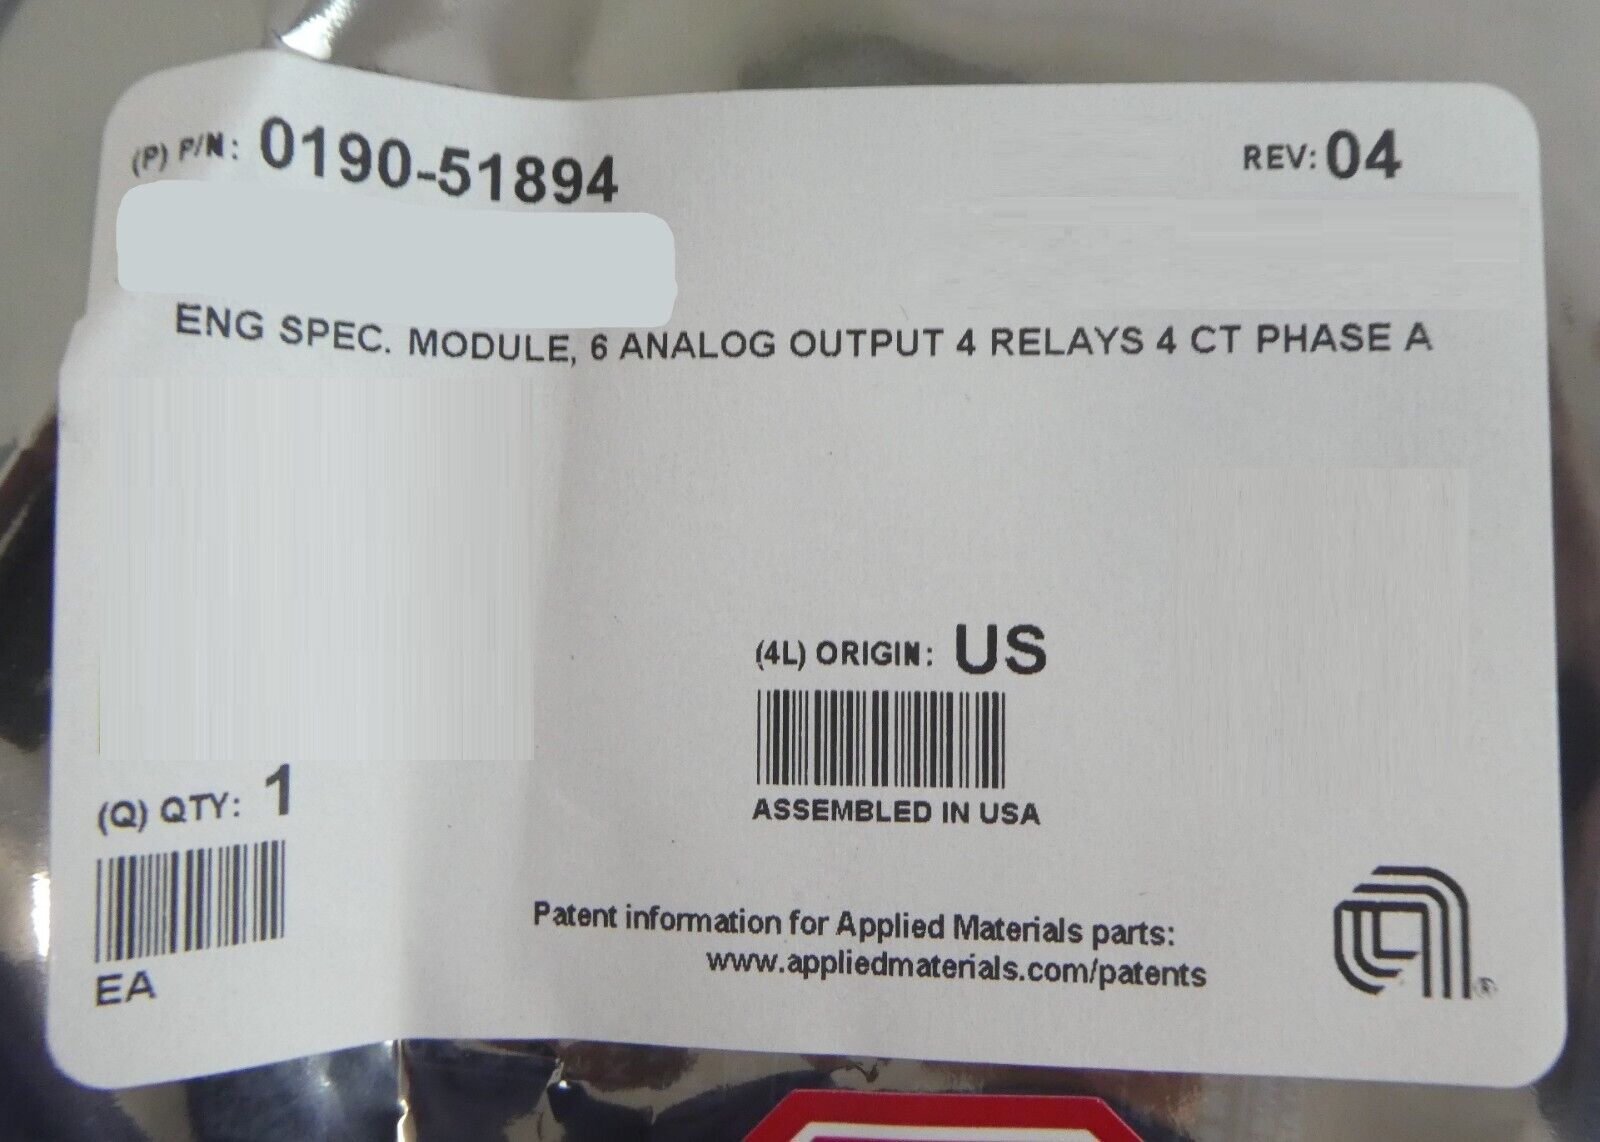 (P) P/N: 0190-51894
REV: 04
ENG SPEC. MODULE, 6 ANALOG OUTPUT 4 RELAYS 4 CT PHASE A
(4L) ORIGIN: US
ASSEMBLED IN USA
(Q) QTY: 1
EA
Patent information for Applied Materials parts:
www.appliedmaterials.com/patents
®